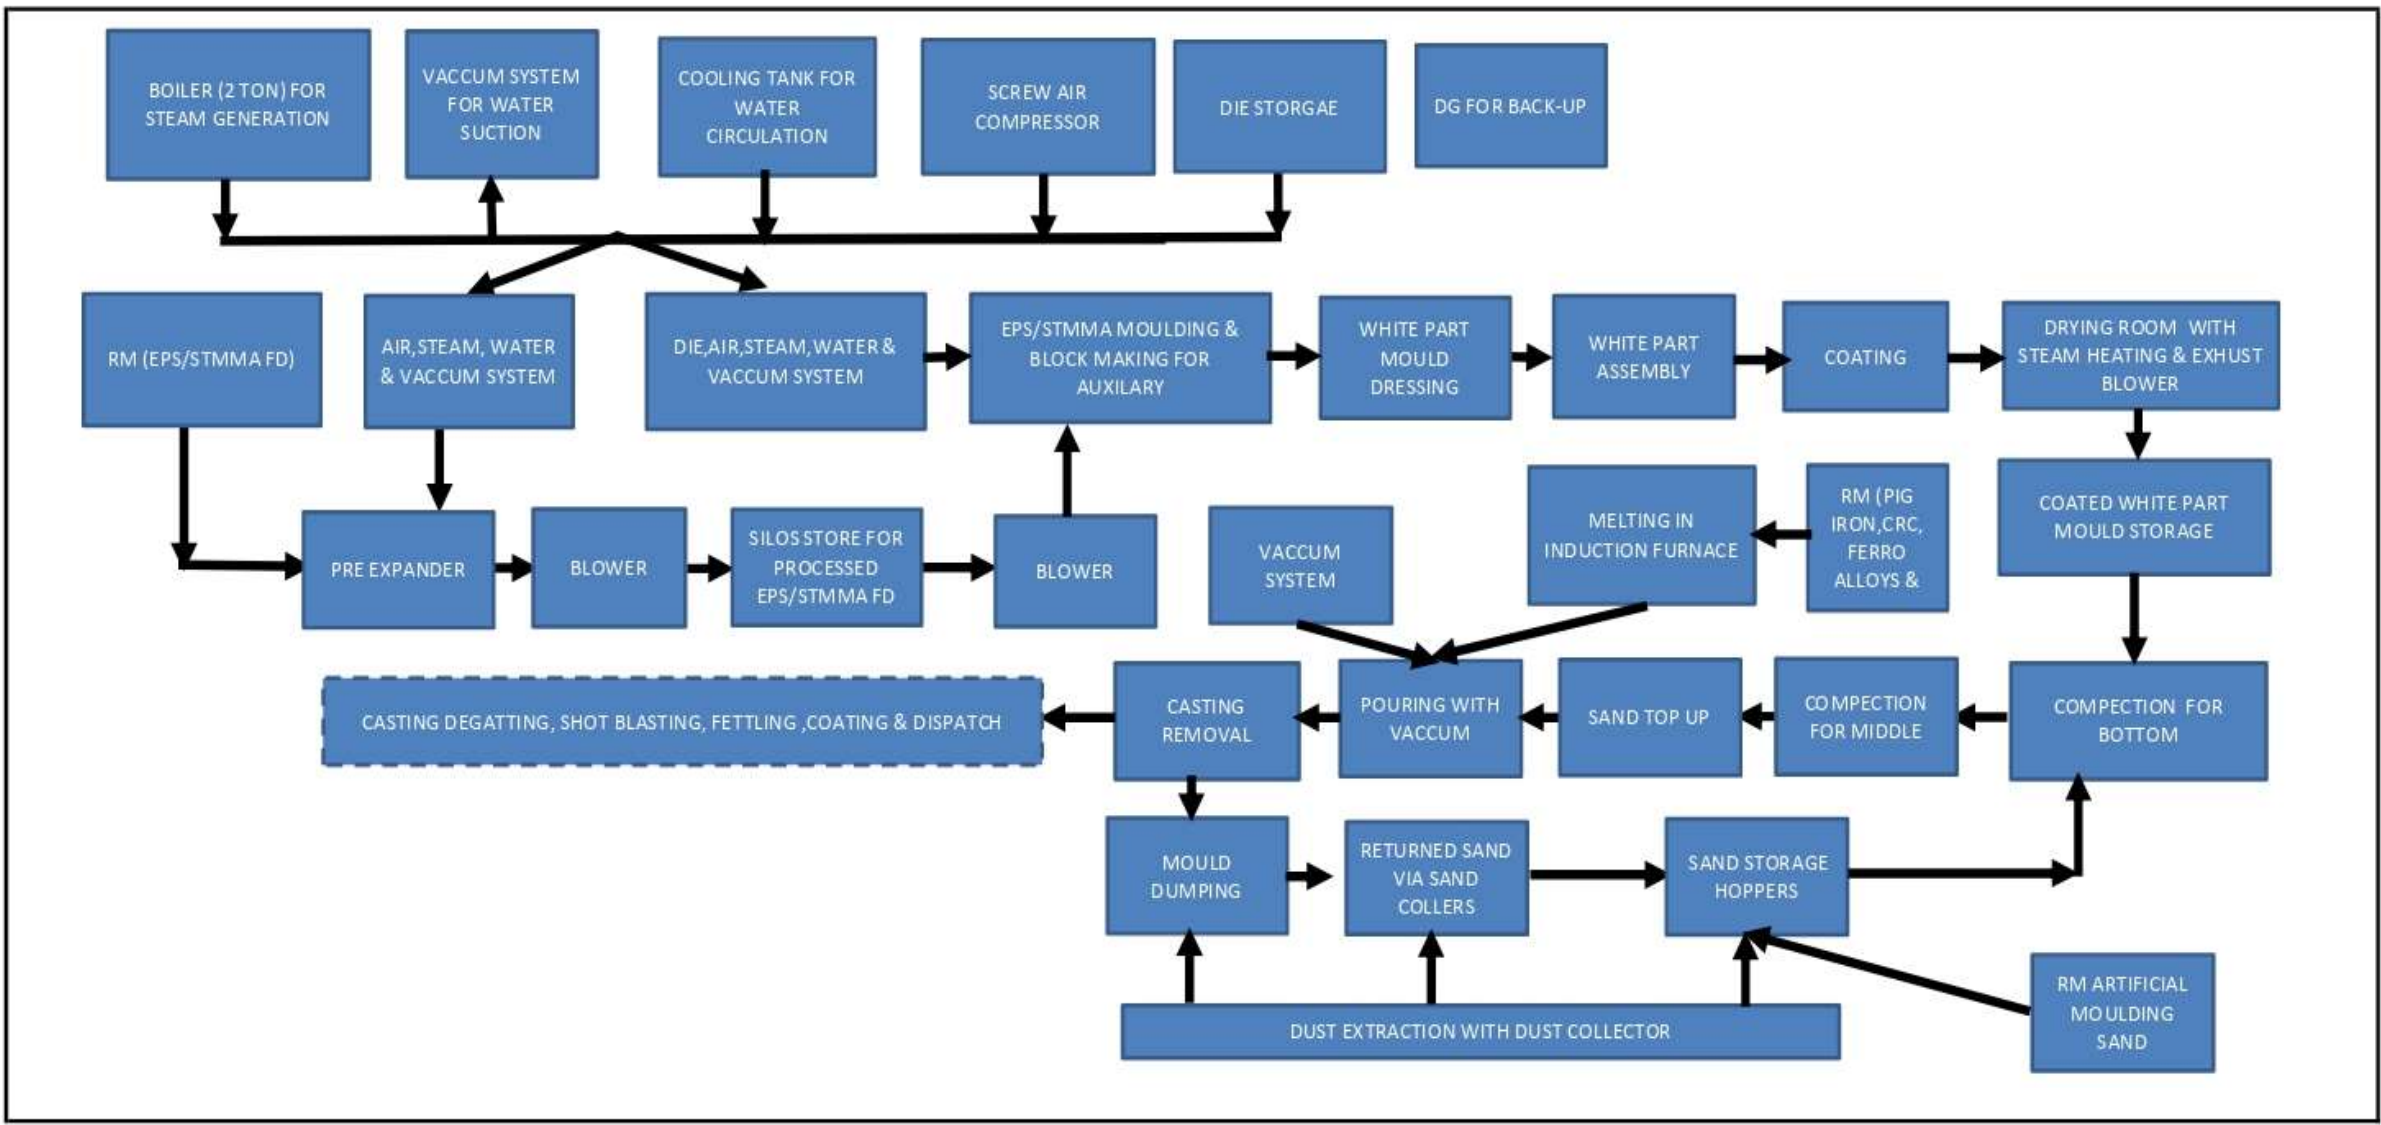 BOILER (2 TON) FOR
STEAM GENERATION
VACCUM SYSTEM
FOR WATER
SUCTION
COOLING TANK FOR
WATER
CIRCULATION
SCREW AIR
COMPRESSOR
DIE STORGAE
DG FOR BACK-UP
RM (EPS/STMMA FD)
AIR,STEAM, WATER
& VACCUM SYSTEM
DIE,AIR,STEAM,WATER &
VACCUM SYSTEM
EPS/STMMA MOULDING &
BLOCK MAKING FOR
AUXILARY
WHITE PART
MOULD
DRESSING
WHITE PART
ASSEMBLY
COATING
DRYING ROOM WITH
STEAM HEATING & EXHUST
BLOWER
PRE EXPANDER
BLOWER
SILOS STORE FOR
PROCESSED
EPS/STMMA FD
BLOWER
VACCUM
SYSTEM
MELTING IN
INDUCTION FURNACE
RM (PIG
IRON,CRC,
FERRO
ALLOYS &
COATED WHITE PART
MOULD STORAGE
CASTING DEGATTING, SHOT BLASTING, FETTLING ,COATING & DISPATCH
CASTING
REMOVAL
POURING WITH
VACCUM
SAND TOP UP
COMPECTION
FOR MIDDLE
COMPECTION FOR
BOTTOM
MOULD
DUMPING
RETURNED SAND
VIA SAND
COLLERS
SAND STORAGE
HOPPERS
DUST EXTRACTION WITH DUST COLLECTOR
RM ARTIFICIAL
MOULDING
SAND